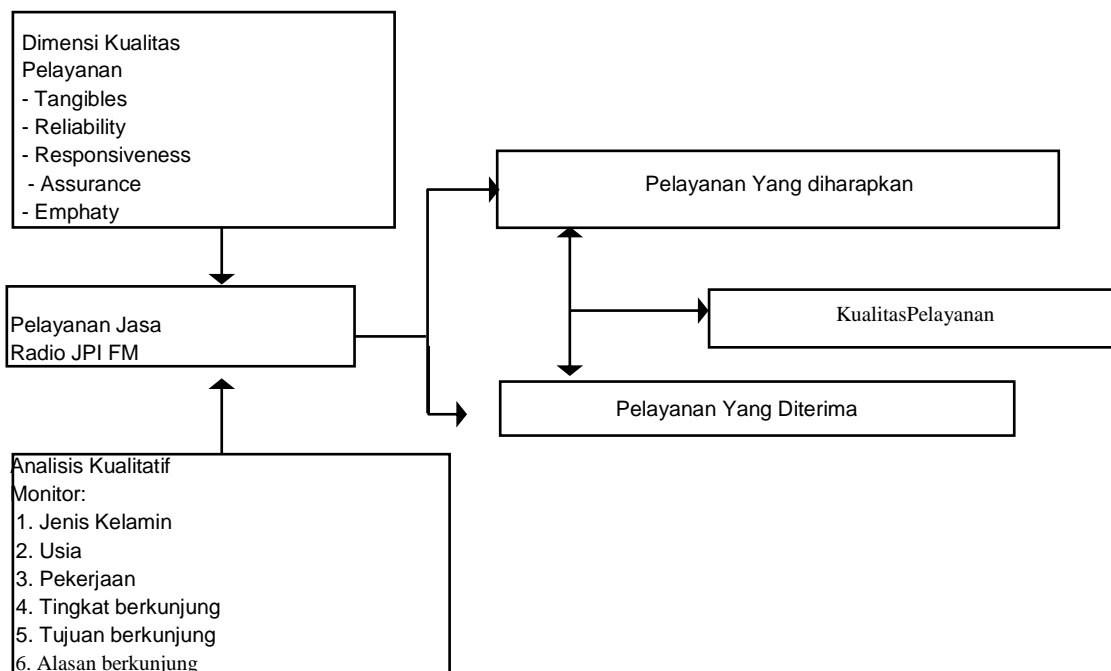 Dimensi Kualitas
Pelayanan
- Tangibles
- Reliability
- Responsiveness
- Assurance
- Emphaty
Pelayanan Yang diharapkan
KualitasPelayanan
Pelayanan Jasa
Radio JPI FM
Pelayanan Yang Diterima
Analisis Kualitatif
Monitor:
1. Jenis Kelamin
2. Usia
3. Pekerjaan
4. Tingkat berkunjung
5. Tujuan berkunjung
6. Alasan berkunjung